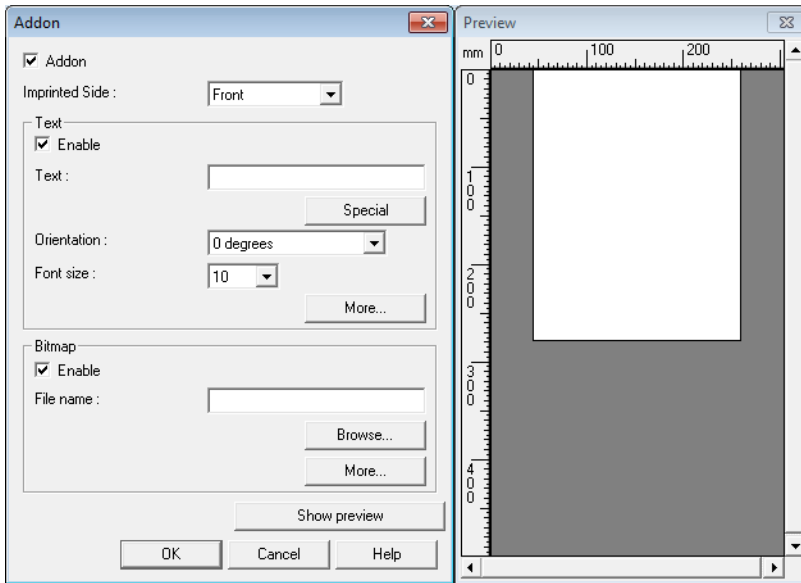 Addon
Addon
Imprinted Side :
Front
Text
Enable
Text :
Special
Orientation :
0 degrees
Font size :
10
More...
Bitmap
Enable
File name :
Browse...
More...
Show preview
OK
Cancel
Help
Preview
mm
0
100
200
0
100
200
300
400